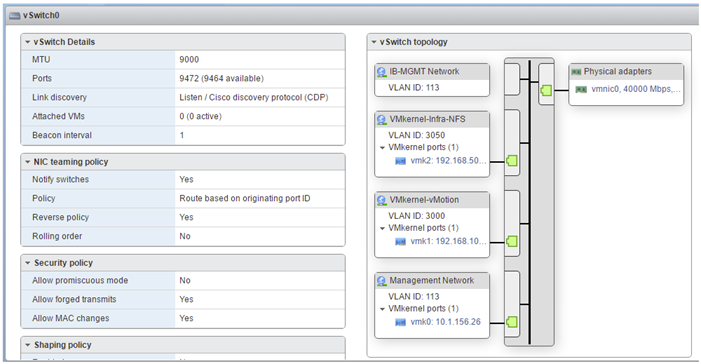 vSwitch0
vSwitch Details
MTU 9000
Ports 9472 (9464 available)
Link discovery Listen / Cisco discovery protocol (CDP)
Attached VMs 0 (0 active)
Beacon interval 1
NIC teaming policy
Notify switches Yes
Policy Route based on originating port ID
Reverse policy Yes
Rolling order No
Security policy
Allow promiscuous mode No
Allow forged transmits Yes
Allow MAC changes Yes
Shaping policy
vSwitch topology
IB-MGMT Network
VLAN ID: 113
VMkernel-Infra-NFS
VLAN ID: 3050
VMkernel ports (1)
vmk2: 192.168.50...
VMkernel-vMotion
VLAN ID: 3000
VMkernel ports (1)
vmk1: 192.168.10...
Management Network
VLAN ID: 113
VMkernel ports (1)
vmk0: 10.1.156.26
Physical adapters
vmnic0, 40000 Mbps,...